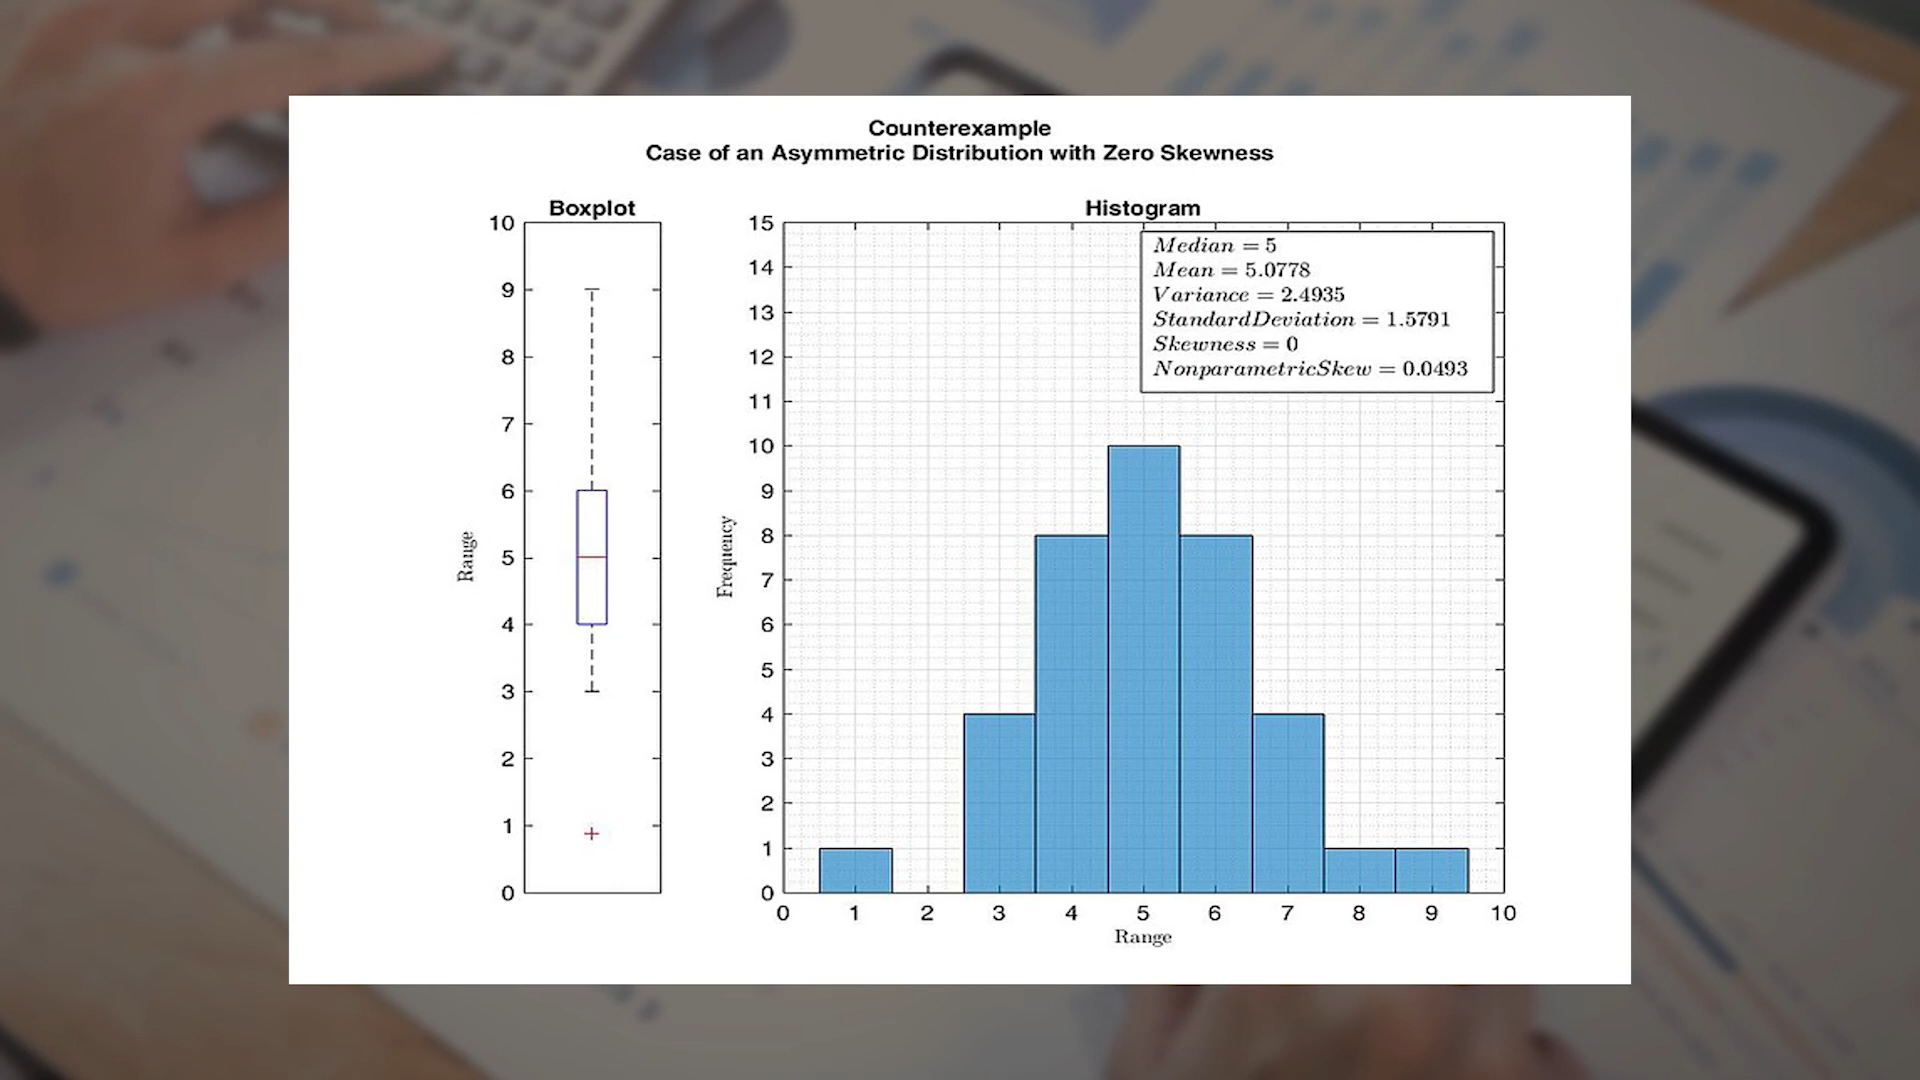 Counterexample
Case of an Asymmetric Distribution with Zero Skewness
Boxplot
10
9
8
7
6
5
4
3
2
1
0
Range
Histogram
15
14
13
12
11
10
9
8
7
6
5
4
3
2
1
0
Frequency
Median = 5
Mean = 5.0778
Variance = 2.4935
StandardDeviation = 1.5791
Skewness = 0
NonparametricSkew = 0.0493
0 1 2 3 4 5 6 7 8 9 10
Range